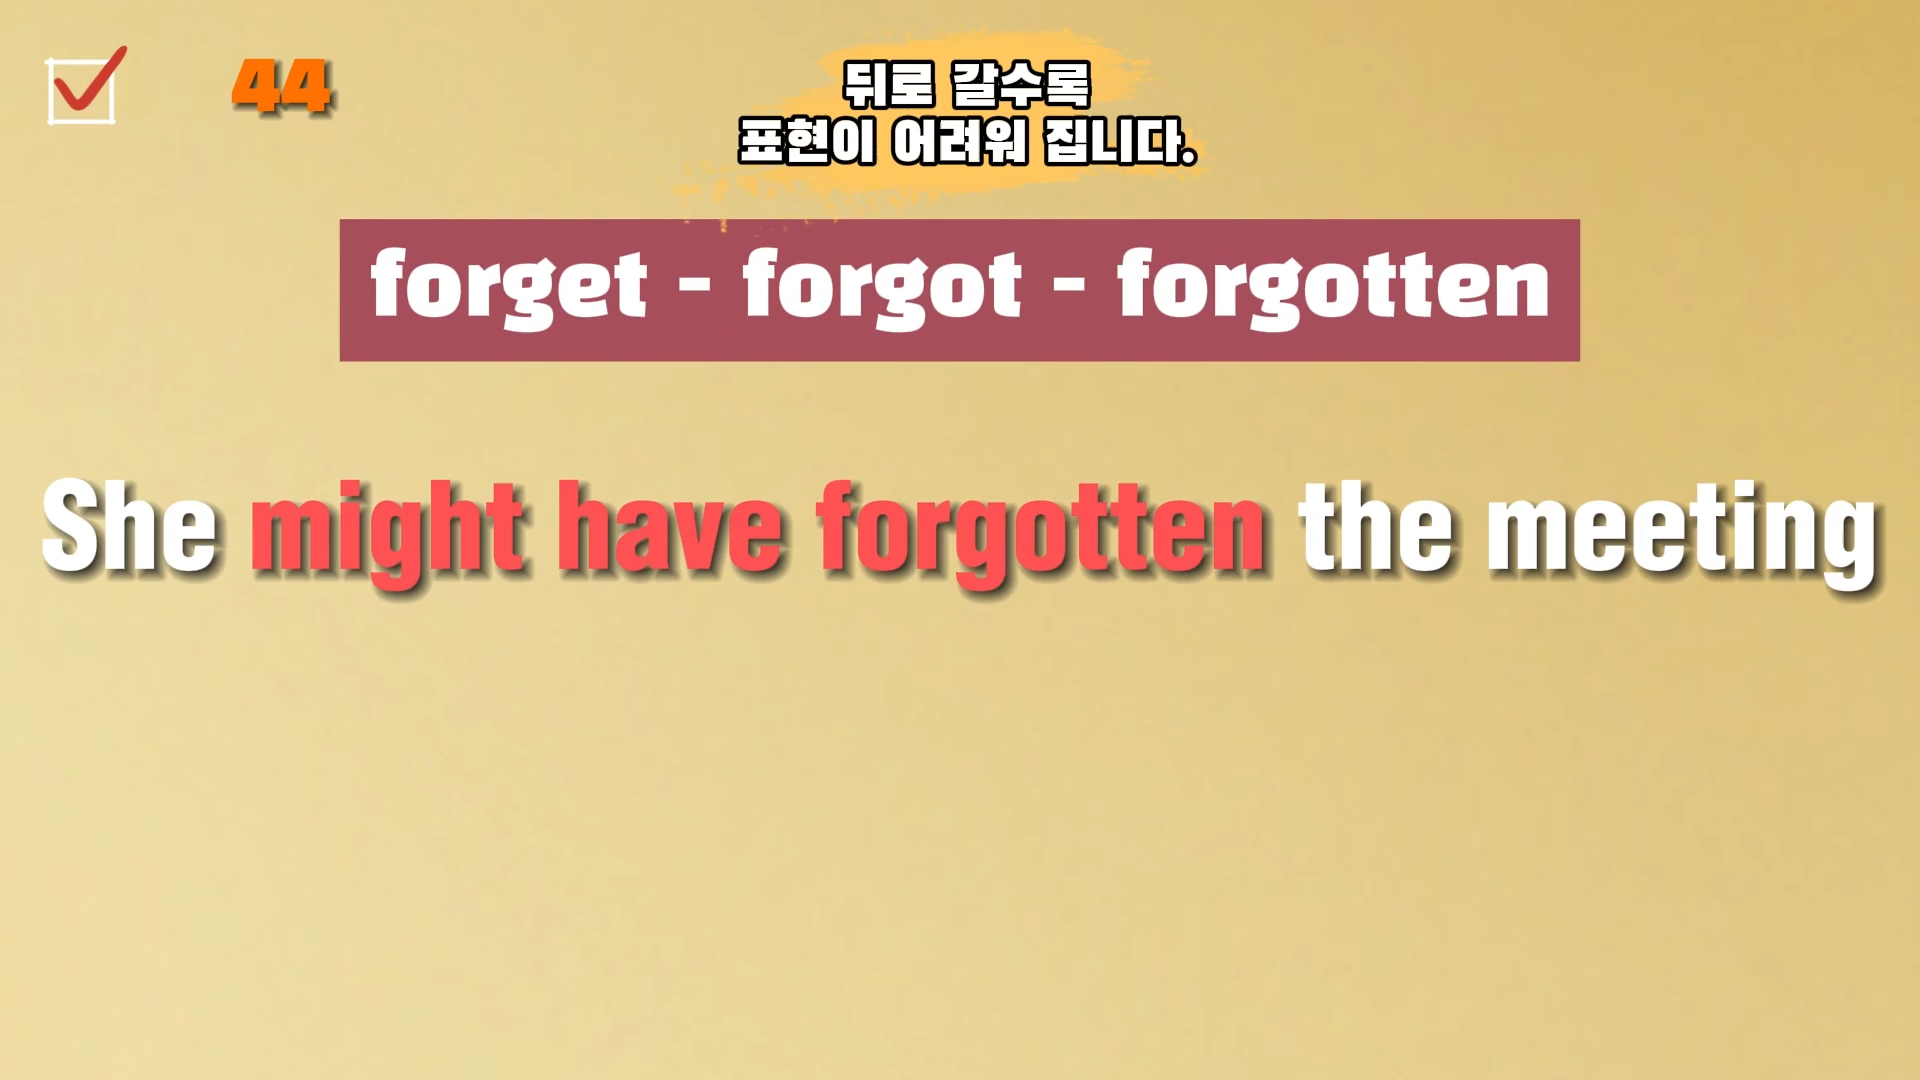 44
뒤로 갈수록
표현이 어려워 집니다.
forget - forgot - forgotten
She might have forgotten the meeting